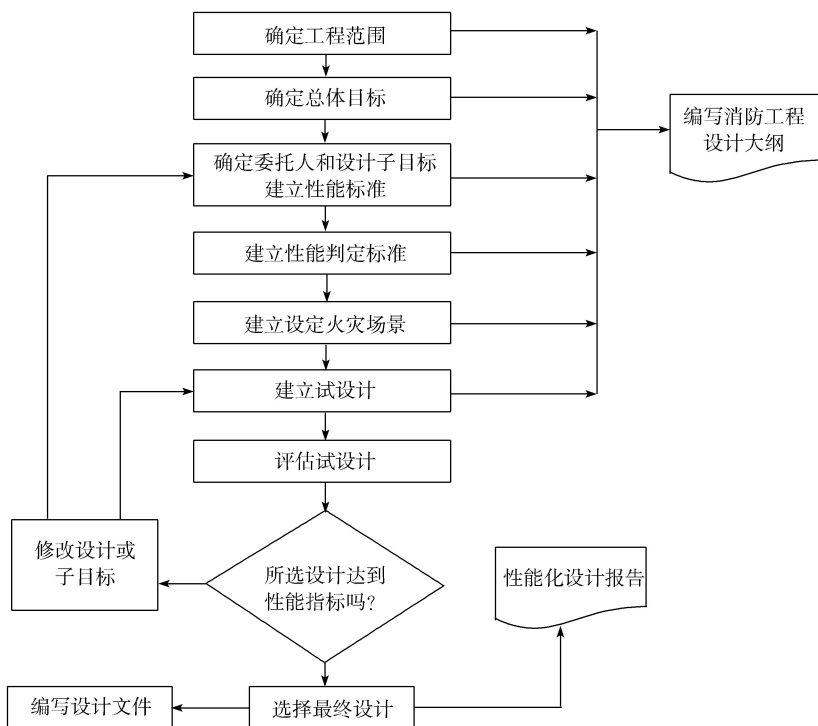 确定工程范围
确定总体目标
确定委托人和设计子目标
建立性能标准
建立性能判定标准
建立设定火灾场景
建立试设计
评估试设计
所选设计达到
性能指标吗?
修改设计或
子目标
选择最终设计
编写设计文件
性能化设计报告
编写消防工程
设计大纲